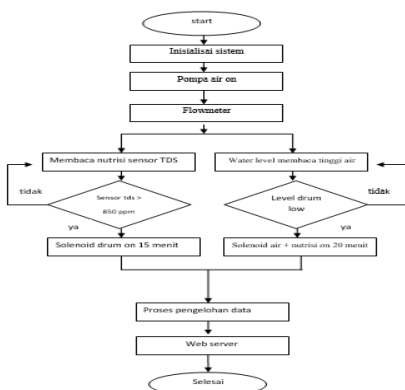 start
Inisialisasi sistem
Pompa air on
Flowmeter
Membaca nutrisi sensor TDS
Water level membaca tinggi air
tidak
Sensor tds >
850 ppm
Level drum
low
tidak
ya
ya
Solenoid drum on 15 menit
Solenoid air + nutrisi on 20 menit
Proses pengelohan data
Web server
Selesai